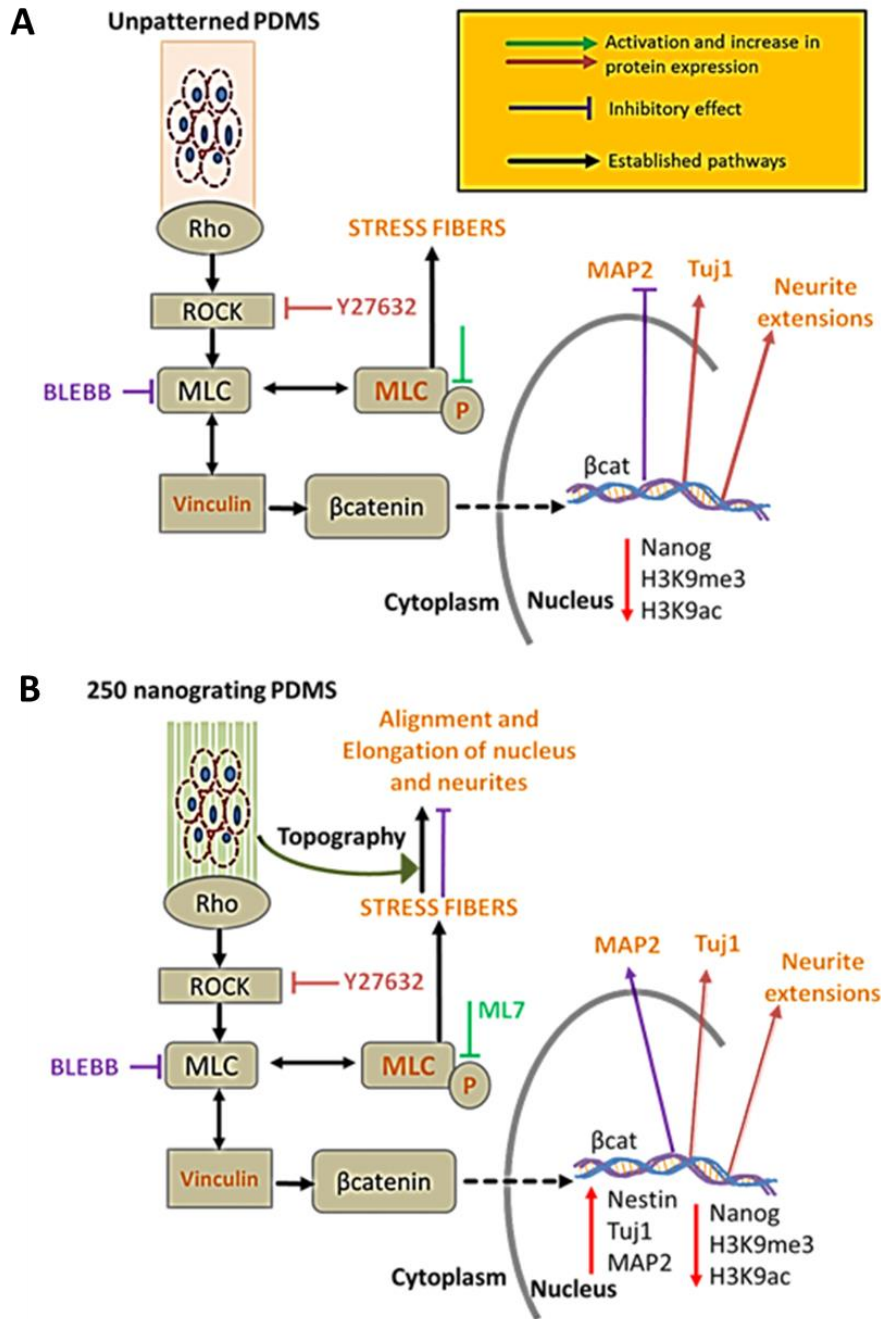 A
Unpatterned PDMS
Activation and increase in
protein expression
Inhibitory effect
Established pathways
Rho
STRESS FIBERS
MAP2
Tuj1
Neurite
extensions
ROCK
Y27632
BLEBB
MLC
MLC
P
βcat
Vinculin
βcatenin
Nanog
H3K9me3
H3K9ac
Cytoplasm
Nucleus
B
250 nanograting PDMS
Alignment and
Elongation of nucleus
and neurites
Topography
Rho
STRESS FIBERS
MAP2
Tuj1
Neurite
extensions
ROCK
Y27632
ML7
BLEBB
MLC
MLC
P
βcat
Vinculin
βcatenin
Nestin
Tuj1
MAP2
Nanog
H3K9me3
H3K9ac
Cytoplasm
Nucleus